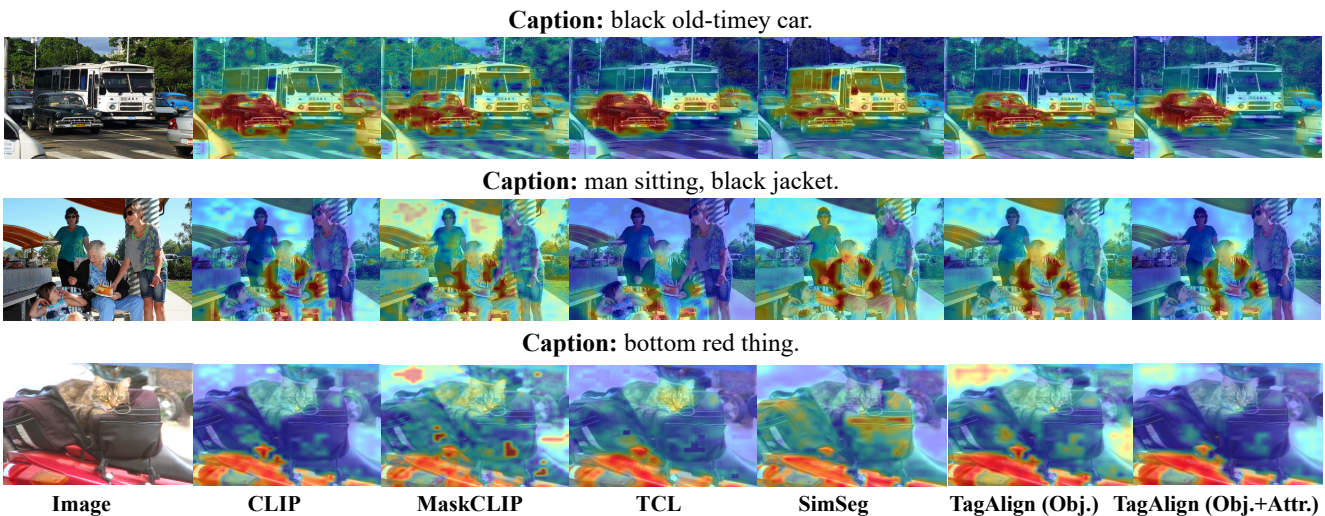 Caption: black old-timey car.
Caption: man sitting, black jacket.
Caption: bottom red thing.
Image CLIP MaskCLIP TCL SimSeg TagAlign (Obj.) TagAlign (Obj.+Attr.)